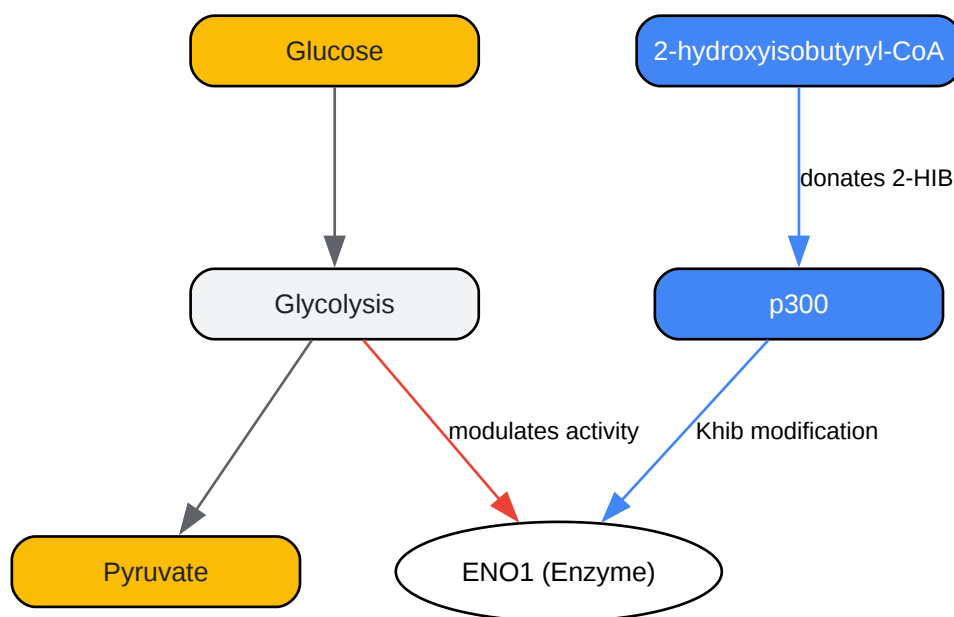 Glucose
2-hydroxyisobutyryl-CoA
donates 2-HIB
Glycolysis
p300
modulates activity
Khib modification
Pyruvate
ENO1 (Enzyme)